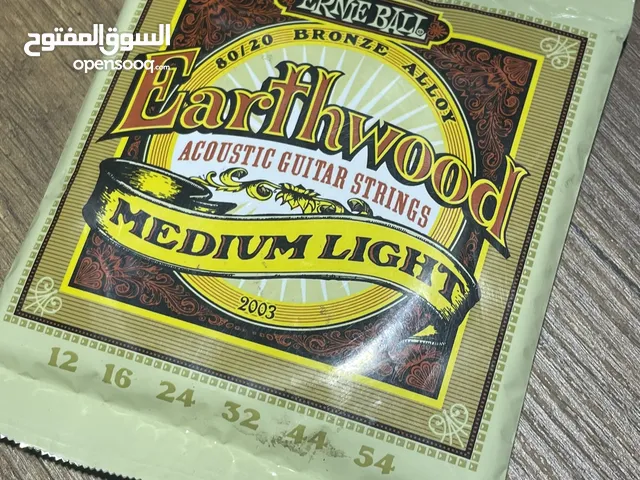 السوق المفتوح
opensooq.com
ERNIE BALL
80/20 BRONZE ALLOY
Earthwood
ACOUSTIC GUITAR STRINGS
MEDIUM LIGHT
2003
12 16 24 32 44 54